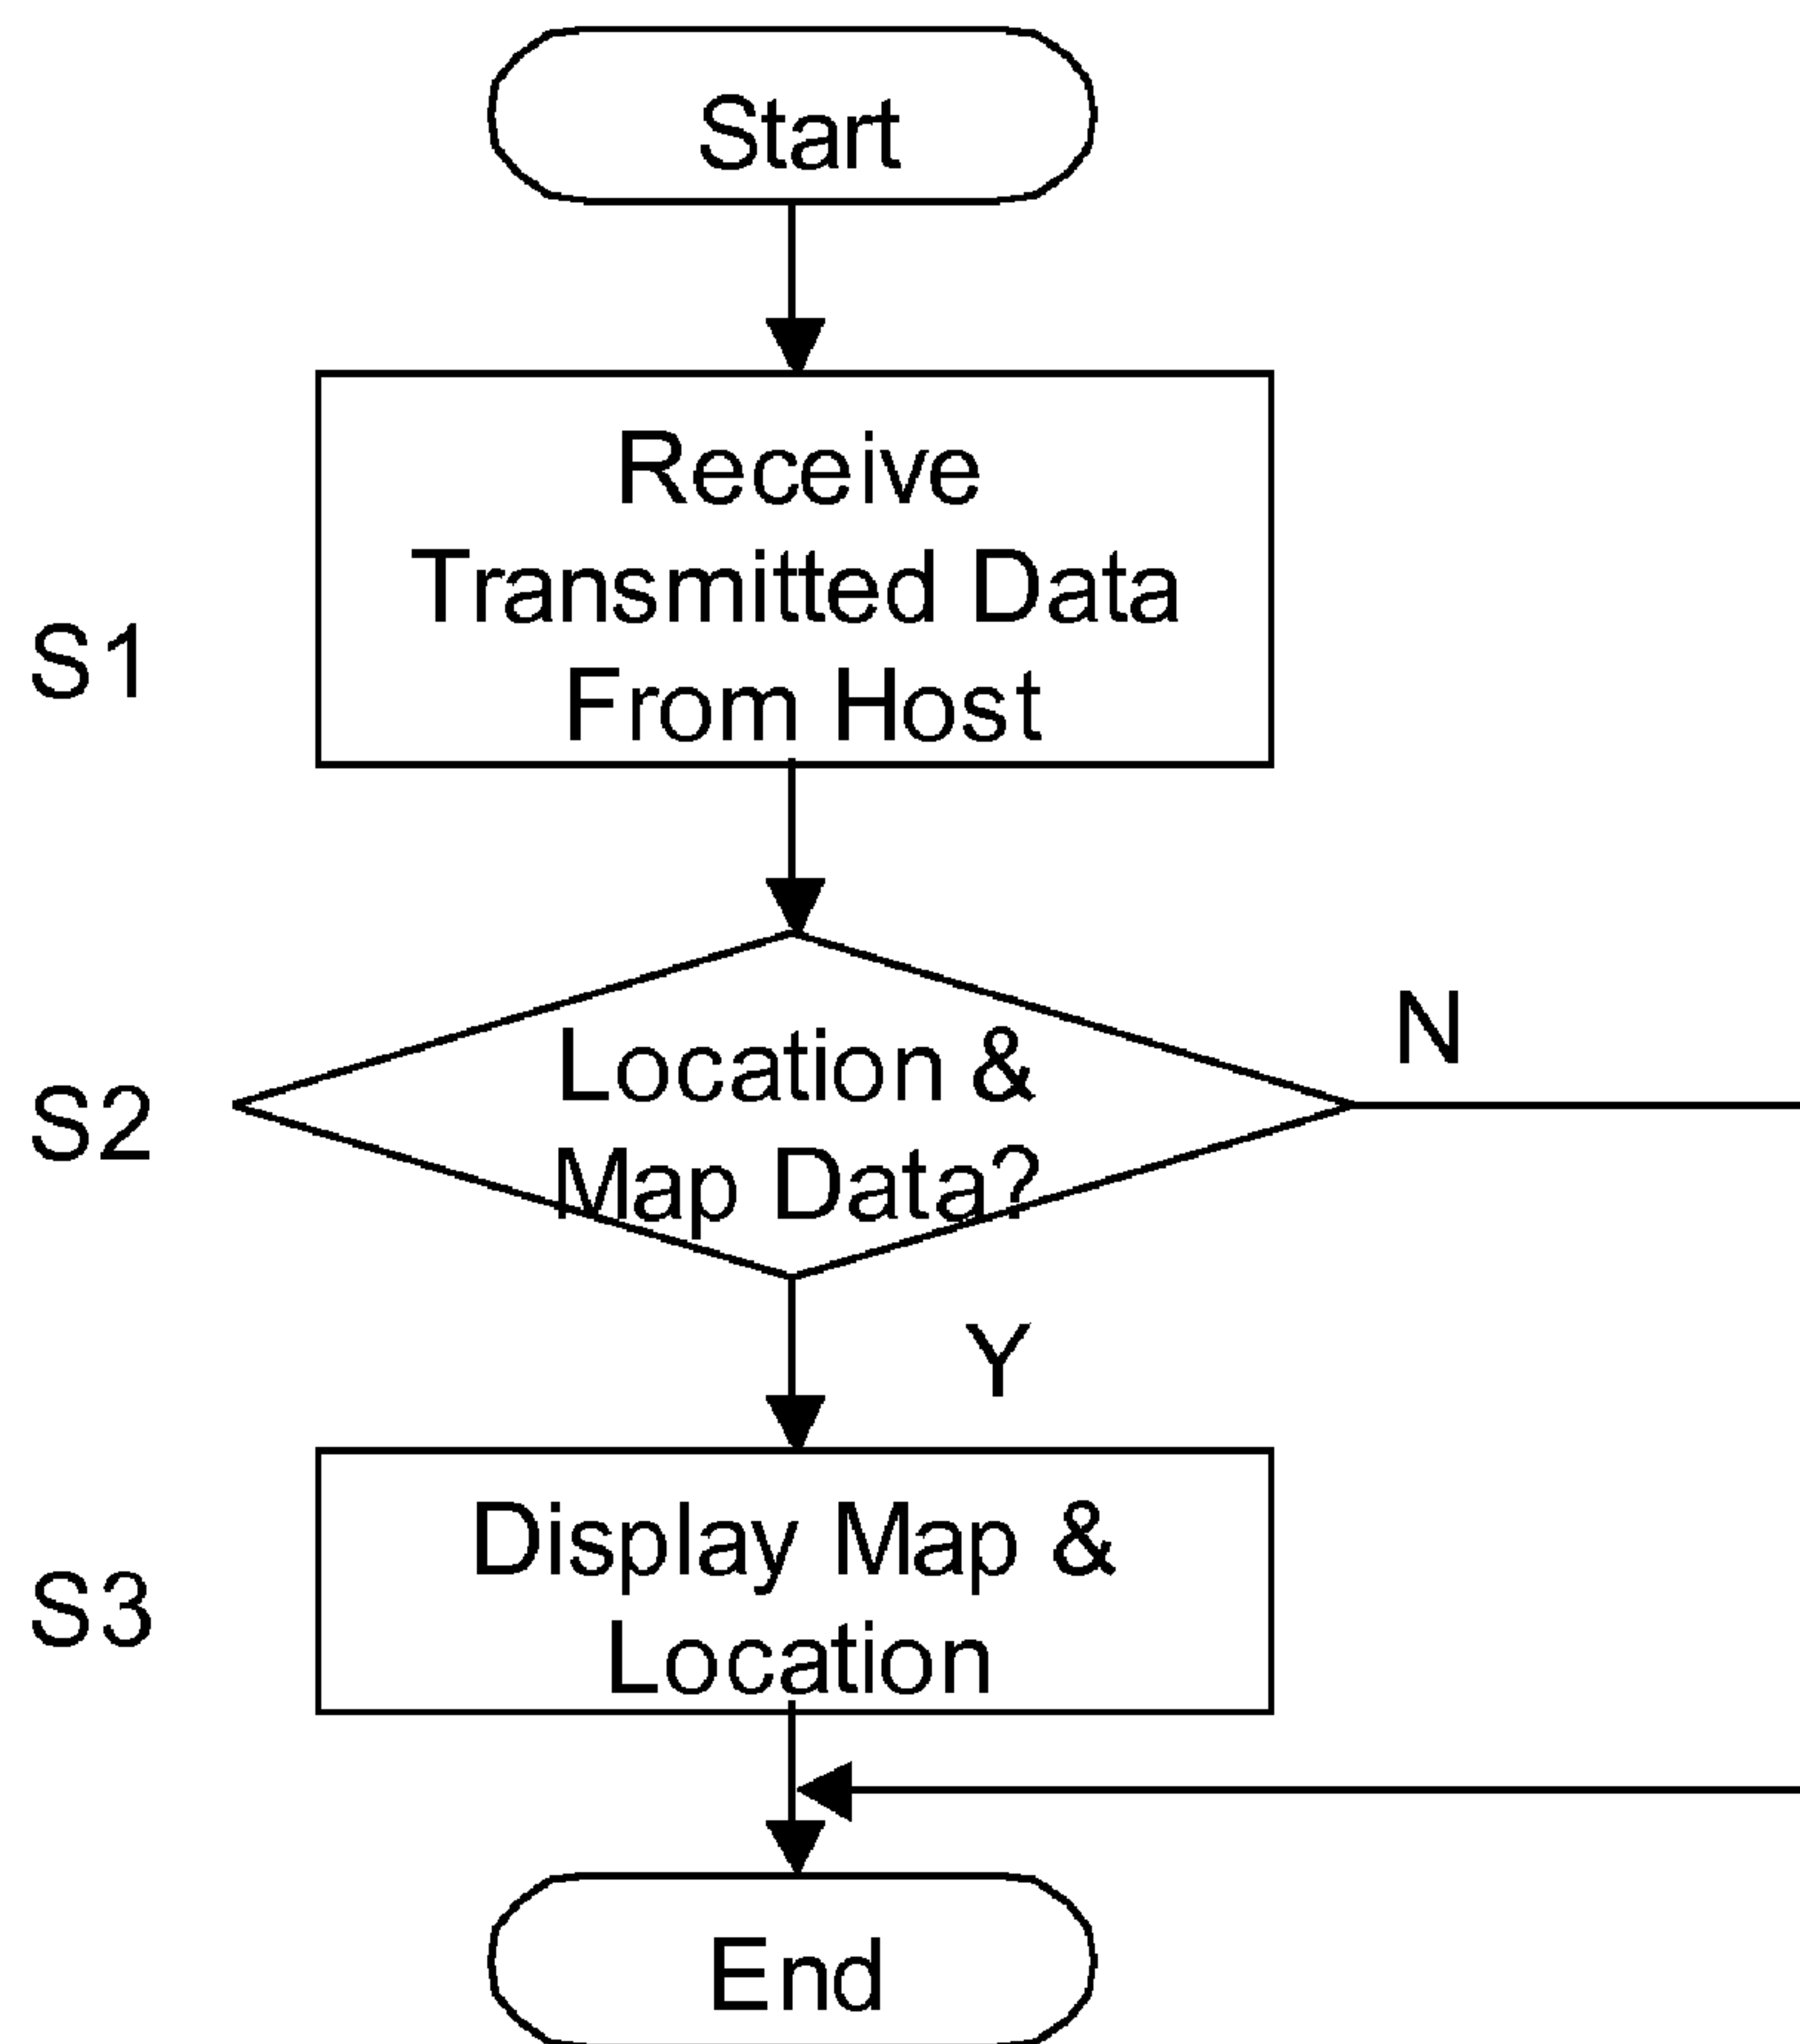 Start
S1
Receive
Transmitted Data
From Host
S2
Location &
Map Data?
N
Y
S3
Display Map &
Location
End